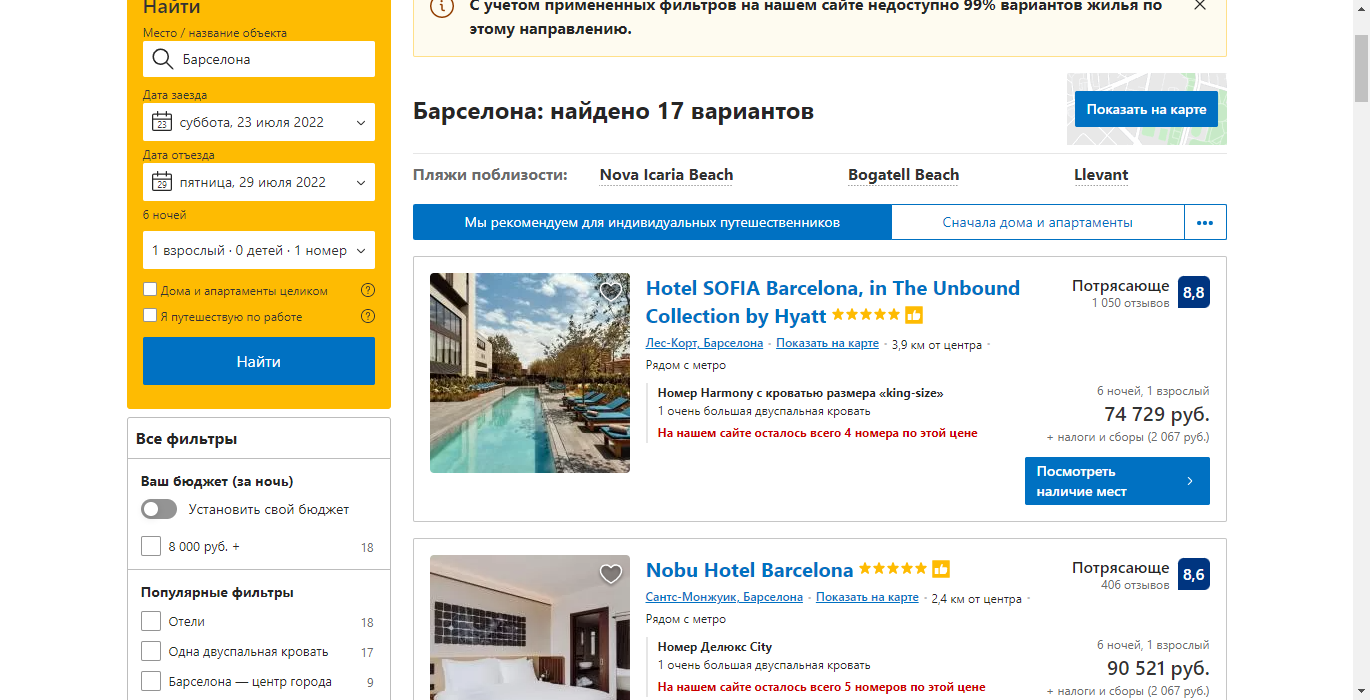 Найти
Место / название объекта
Барселона
Дата заезда
23
суббота, 23 июля 2022
Дата отъезда
29
пятница, 29 июля 2022
6 ночей
1 взрослый · 0 детей · 1 номер
Дома и апартаменты целиком
Я путешествую по работе
Найти
Все фильтры
Ваш бюджет (за ночь)
Установить свой бюджет
8 000 руб. + 18
Популярные фильтры
Отели 18
Одна двуспальная кровать 17
Барселона — центр города 9
С учетом примененных фильтров на нашем сайте недоступно 99% вариантов жилья по
этому направлению.
Барселона: найдено 17 вариантов
Показать на карте
Пляжи поблизости: Nova Icaria Beach Bogatell Beach Llevant
Мы рекомендуем для индивидуальных путешественников
Сначала дома и апартаменты
Hotel SOFIA Barcelona, in The Unbound
Collection by Hyatt
Потрясающе 8,8
1 050 отзывов
Лес-Корт, Барселона · Показать на карте · 3,9 км от центра ·
Рядом с метро
Номер Harmony с кроватью размера «king-size»
1 очень большая двуспальная кровать
На нашем сайте осталось всего 4 номера по этой цене
6 ночей, 1 взрослый
74 729 руб.
+ налоги и сборы (2 067 руб.)
Посмотреть
наличие мест
Nobu Hotel Barcelona
Потрясающе 8,6
406 отзывов
Сантс-Монжуик, Барселона · Показать на карте · 2,4 км от центра ·
Рядом с метро
Номер Делюкс City
1 очень большая двуспальная кровать
На нашем сайте осталось всего 5 номеров по этой цене
6 ночей, 1 взрослый
90 521 руб.
+ налоги и сборы (2 067 руб.)